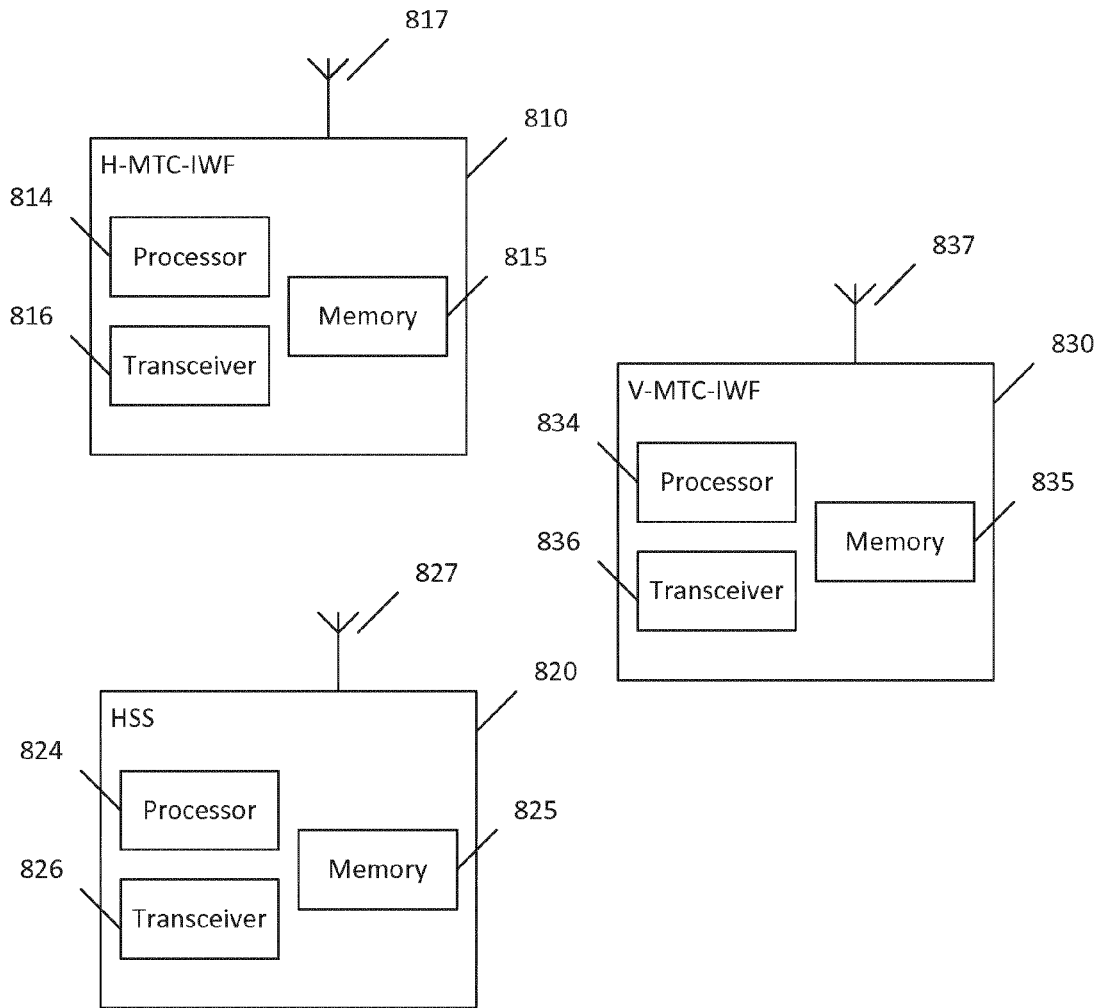 817
810
H-MTC-IWF
814
Processor
815
Memory
816
Transceiver
837
830
V-MTC-IWF
834
Processor
835
Memory
836
Transceiver
827
820
HSS
824
Processor
825
Memory
826
Transceiver